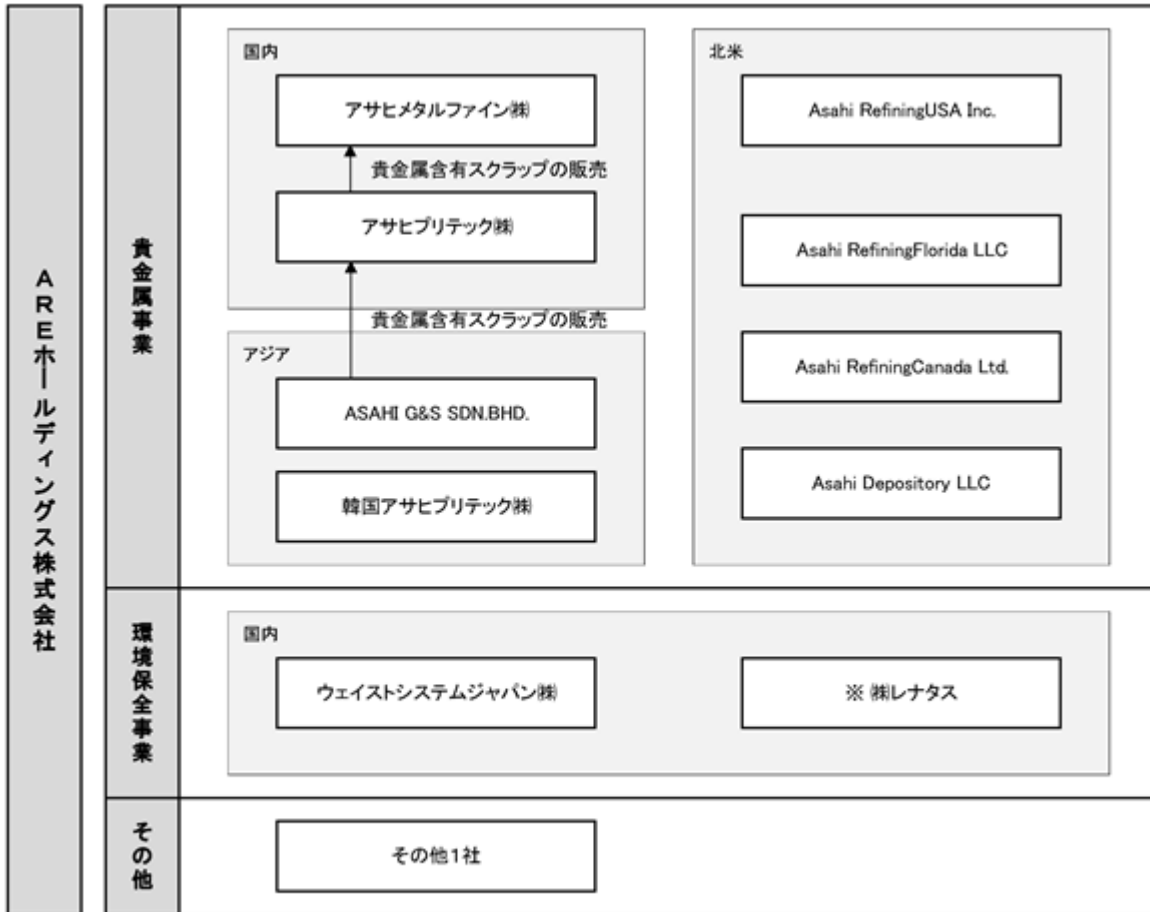 AREホールディングス株式会社
貴金属事業
国内
アサヒメタルファイン㈱
貴金属含有スクラップの販売
アサヒプリテック㈱
貴金属含有スクラップの販売
アジア
ASAHI G&S SDN.BHD.
韓国アサヒプリテック㈱
北米
Asahi RefiningUSA Inc.
Asahi RefiningFlorida LLC
Asahi RefiningCanada Ltd.
Asahi Depository LLC
環境保全事業
国内
ウェイストシステムジャパン㈱
※ ㈱レナタス
その他
その他1社